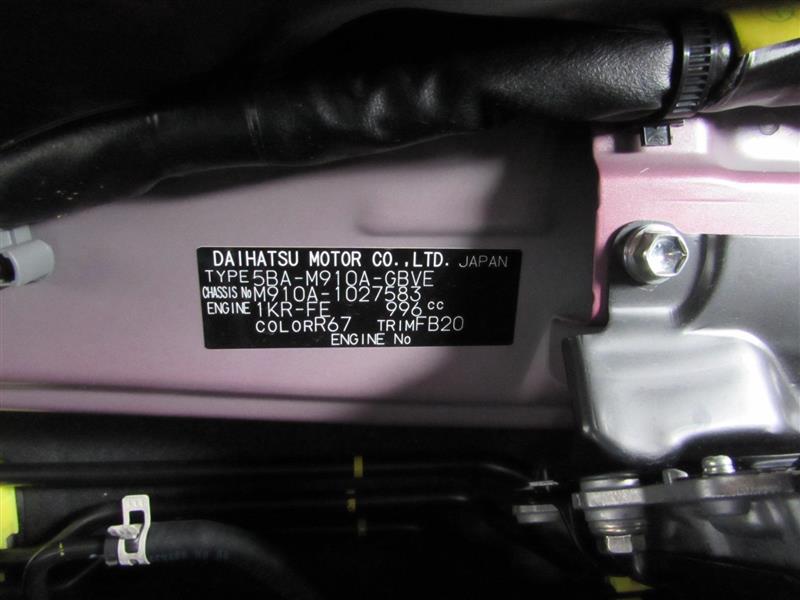 DAIHATSU MOTOR CO.,LTD. JAPAN
TYPE 5BA-M910A-GBVE
CHASSIS No M910A-1027583
ENGINE 1KR-FE 996 cc
COLOR R67 TRIM FB20
ENGINE No